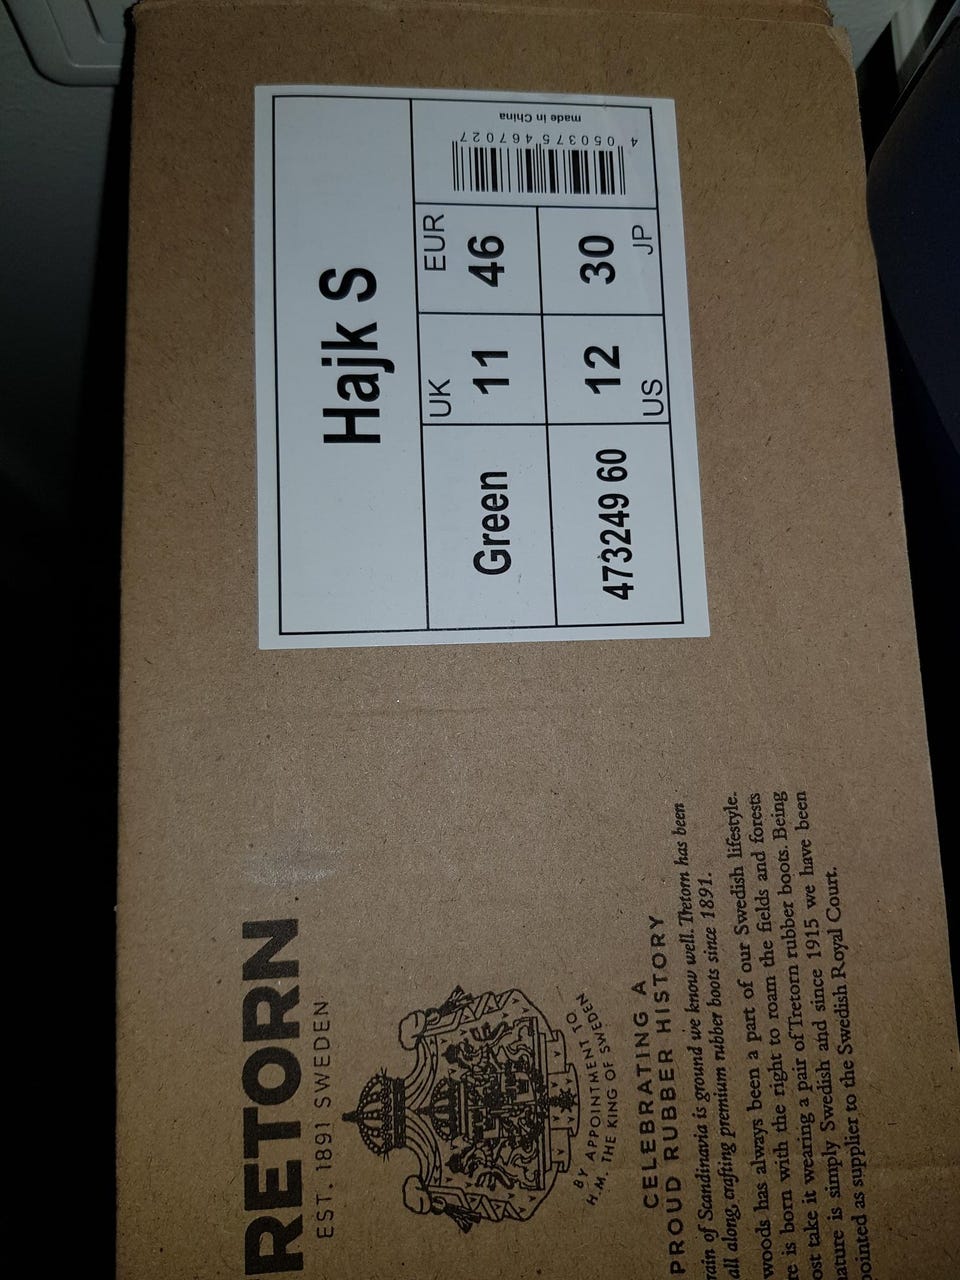 RETORN
EST. 1891 SWEDEN
BY APPOINTMENT TO
H.M. THE KING OF SWEDEN
CELEBRATING A
PROUD RUBBER HISTORY
of Scandinavia is ground we know well. Tretorn has been
all along, crafting premium rubber boots since 1891.
woods has always been a part of our Swedish lifestyle.
is born with the right to roam the fields and forests
take it wearing a pair of Tretorn rubber boots. Being
is simply Swedish and since 1915 we have been
as supplier to the Swedish Royal Court.
Hajk S
Green
UK
11
EUR
46
473249 60
12
US
30
JP
4 050375 467027
made in China